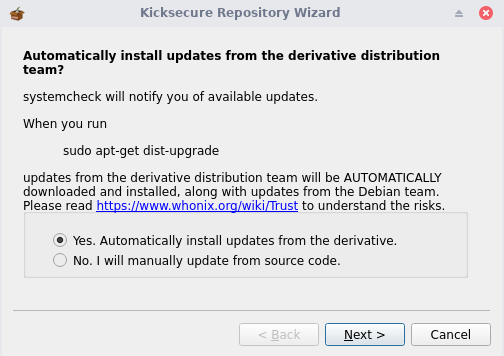 Kicksecure Repository Wizard
Automatically install updates from the derivative distribution
team?
systemcheck will notify you of available updates.
When you run
sudo apt-get dist-upgrade
updates from the derivative distribution team will be AUTOMATICALLY
downloaded and installed, along with updates from the Debian team.
Please read https://www.whonix.org/wiki/Trust to understand the risks.
Yes. Automatically install updates from the derivative.
No. I will manually update from source code.
< Back
Next >
Cancel